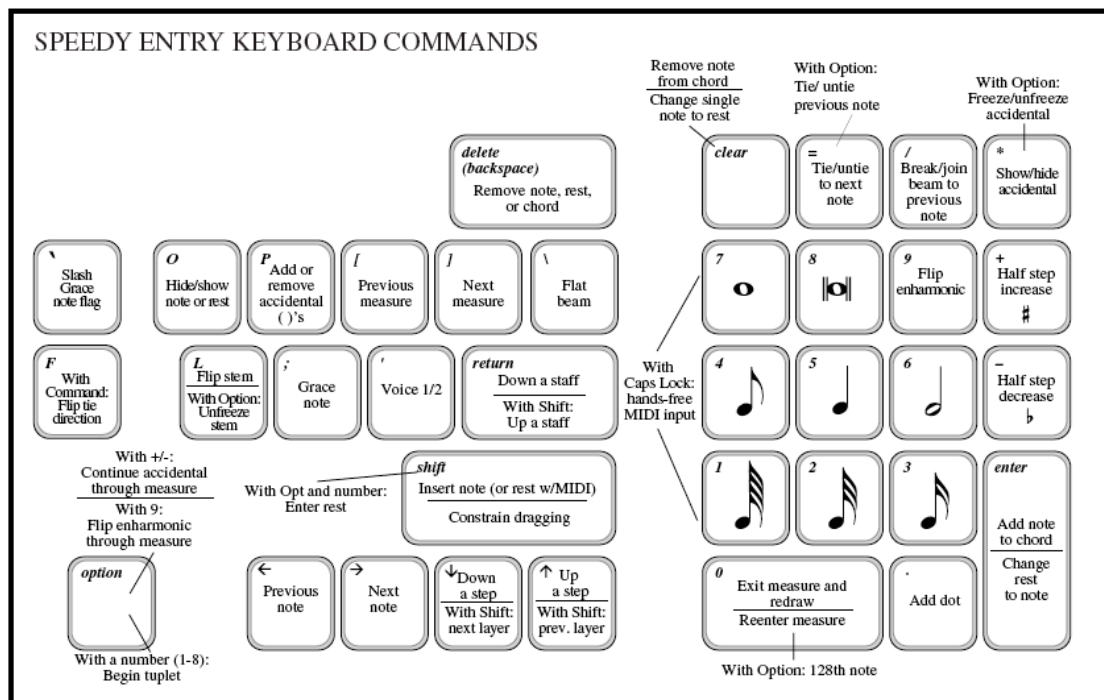 SPEEDY ENTRY KEYBOARD COMMANDS
Remove note
from chord
Change single
note to rest
With Option:
Tie/ untie
previous note
With Option:
Freeze/unfreeze
accidental
delete
(backspace)
Remove note, rest,
or chord
clear
=
Tie/untie
to next
note
/
Break/join
beam to
previous
note
*
Show/hide
accidental
`
Slash
Grace
note flag
O
Hide/show
note or rest
P
Add or
remove
accidental
( )'s
[
Previous
measure
]
Next
measure
\
Flat
beam
7
8
9
Flip
enharmonic
+
Half step
increase
♯
F
With
Command:
Flip tie
direction
L
Flip stem
With Option:
Unfreeze
stem
;
Grace
note
'
Voice 1/2
return
Down a staff
With Shift:
Up a staff
With
Caps Lock:
hands-free
MIDI input
4
5
6
–
Half step
decrease
♭
With +/-:
Continue accidental
through measure
With 9:
Flip enharmonic
through measure
With Opt and number:
Enter rest
shift
Insert note (or rest w/MIDI)
Constrain dragging
1
2
3
enter
Add note
to chord
Change
rest
to note
option
With a number (1-8):
Begin tuplet
←
Previous
note
→
Next
note
↓
Down
a step
With Shift:
next layer
↑
Up
a step
With Shift:
prev. layer
0
Exit measure and
redraw
Reenter measure
With Option: 128th note
.
Add dot